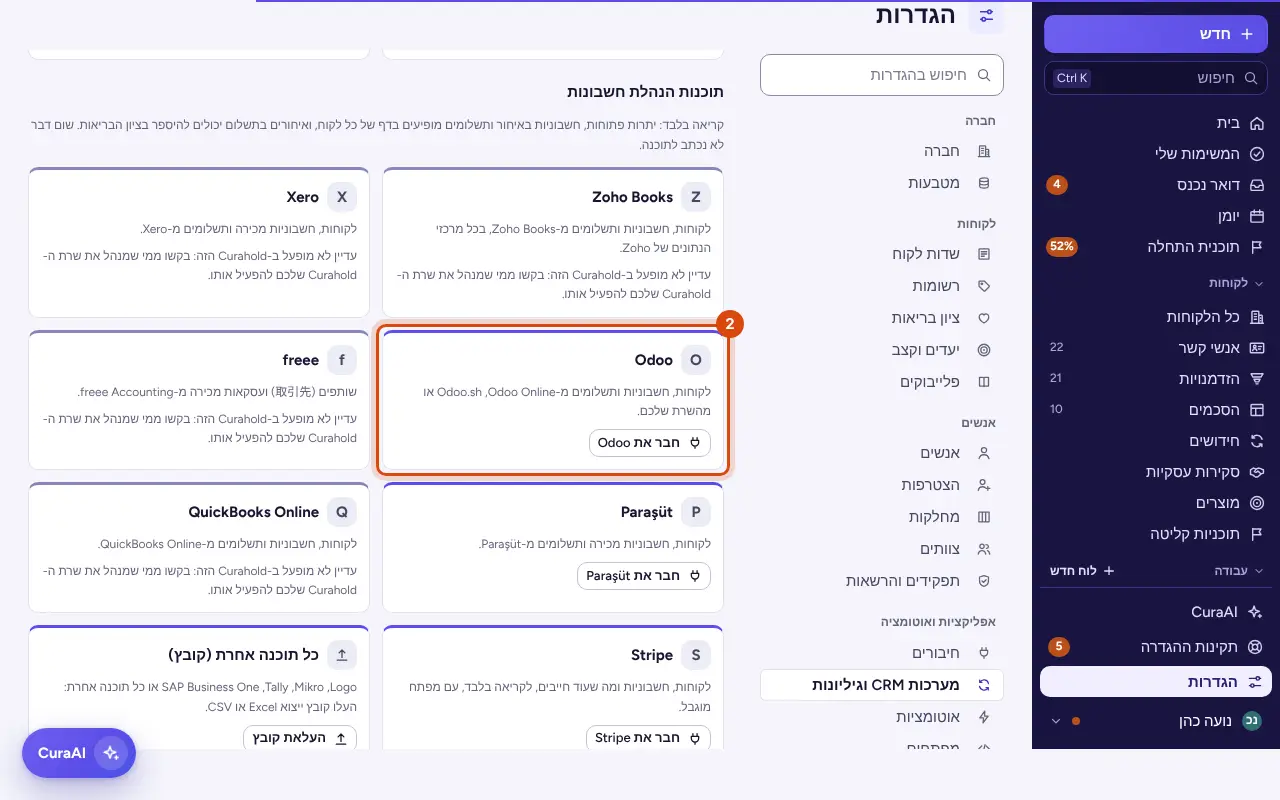 חדש
חיפוש
Ctrl K
בית
המשימות שלי
דואר נכנס
4
יומן
תוכנית התחלה
52%
לקוחות
כל הלקוחות
אנשי קשר
22
הזדמנויות
21
הסכמים
10
חידושים
סקירות עסקיות
מוצרים
תוכניות קליטה
עבודה
לוח חדש
CuraAI
תקינות ההגדרה
5
הגדרות
נכ
נועה כהן
הגדרות
חיפוש בהגדרות
חברה
חברה
מטבעות
לקוחות
שדות לקוח
רשומות
ציון בריאות
יעדים וקצב
פלייבוקים
אנשים
אנשים
הצטרפות
מחלקות
צוותים
תפקידים והרשאות
אפליקציות ואוטומציה
חיבורים
מערכות CRM וגיליונות
אוטומציות
תוכנות הנהלת חשבונות
קריאה בלבד: יתרות פתוחות, חשבוניות באיחור ותשלומים מופיעים בדף של כל לקוח, ואיחורים בתשלום יכולים להיספר בציון הבריאות. שום דבר
לא נכתב לתוכנה.
Z
Zoho Books
לקוחות, חשבוניות ותשלומים מ-Zoho Books, בכל מרכזי
הנתונים של Zoho.
עדיין לא מופעל ב-Curahold הזה: בקשו ממי שמנהל את שרת ה-
Curahold שלכם להפעיל אותו.
X
Xero
לקוחות, חשבוניות מכירה ותשלומים מ-Xero.
עדיין לא מופעל ב-Curahold הזה: בקשו ממי שמנהל את שרת ה-
Curahold שלכם להפעיל אותו.
2
O
Odoo
לקוחות, חשבוניות ותשלומים מ-Odoo Online, Odoo.sh או
מהשרת שלכם.
חבר את Odoo
f
freee
שותפים (取引先) ועסקאות מכירה מ-freee Accounting.
עדיין לא מופעל ב-Curahold הזה: בקשו ממי שמנהל את שרת ה-
Curahold שלכם להפעיל אותו.
P
Paraşüt
לקוחות, חשבוניות מכירה ותשלומים מ-Paraşüt.
חבר את Paraşüt
Q
QuickBooks Online
לקוחות, חשבוניות ותשלומים מ-QuickBooks Online.
עדיין לא מופעל ב-Curahold הזה: בקשו ממי שמנהל את שרת ה-
Curahold שלכם להפעיל אותו.
S
Stripe
לקוחות, חשבוניות ומה שעוד חייבים, לקריאה בלבד, עם מפתח
מוגבל.
חבר את Stripe
כל תוכנה אחרת (קובץ)
Logo, Mikro, Tally, SAP Business One או כל תוכנה אחרת:
העלו קובץ ייצוא Excel או CSV.
העלאת קובץ
CuraAI